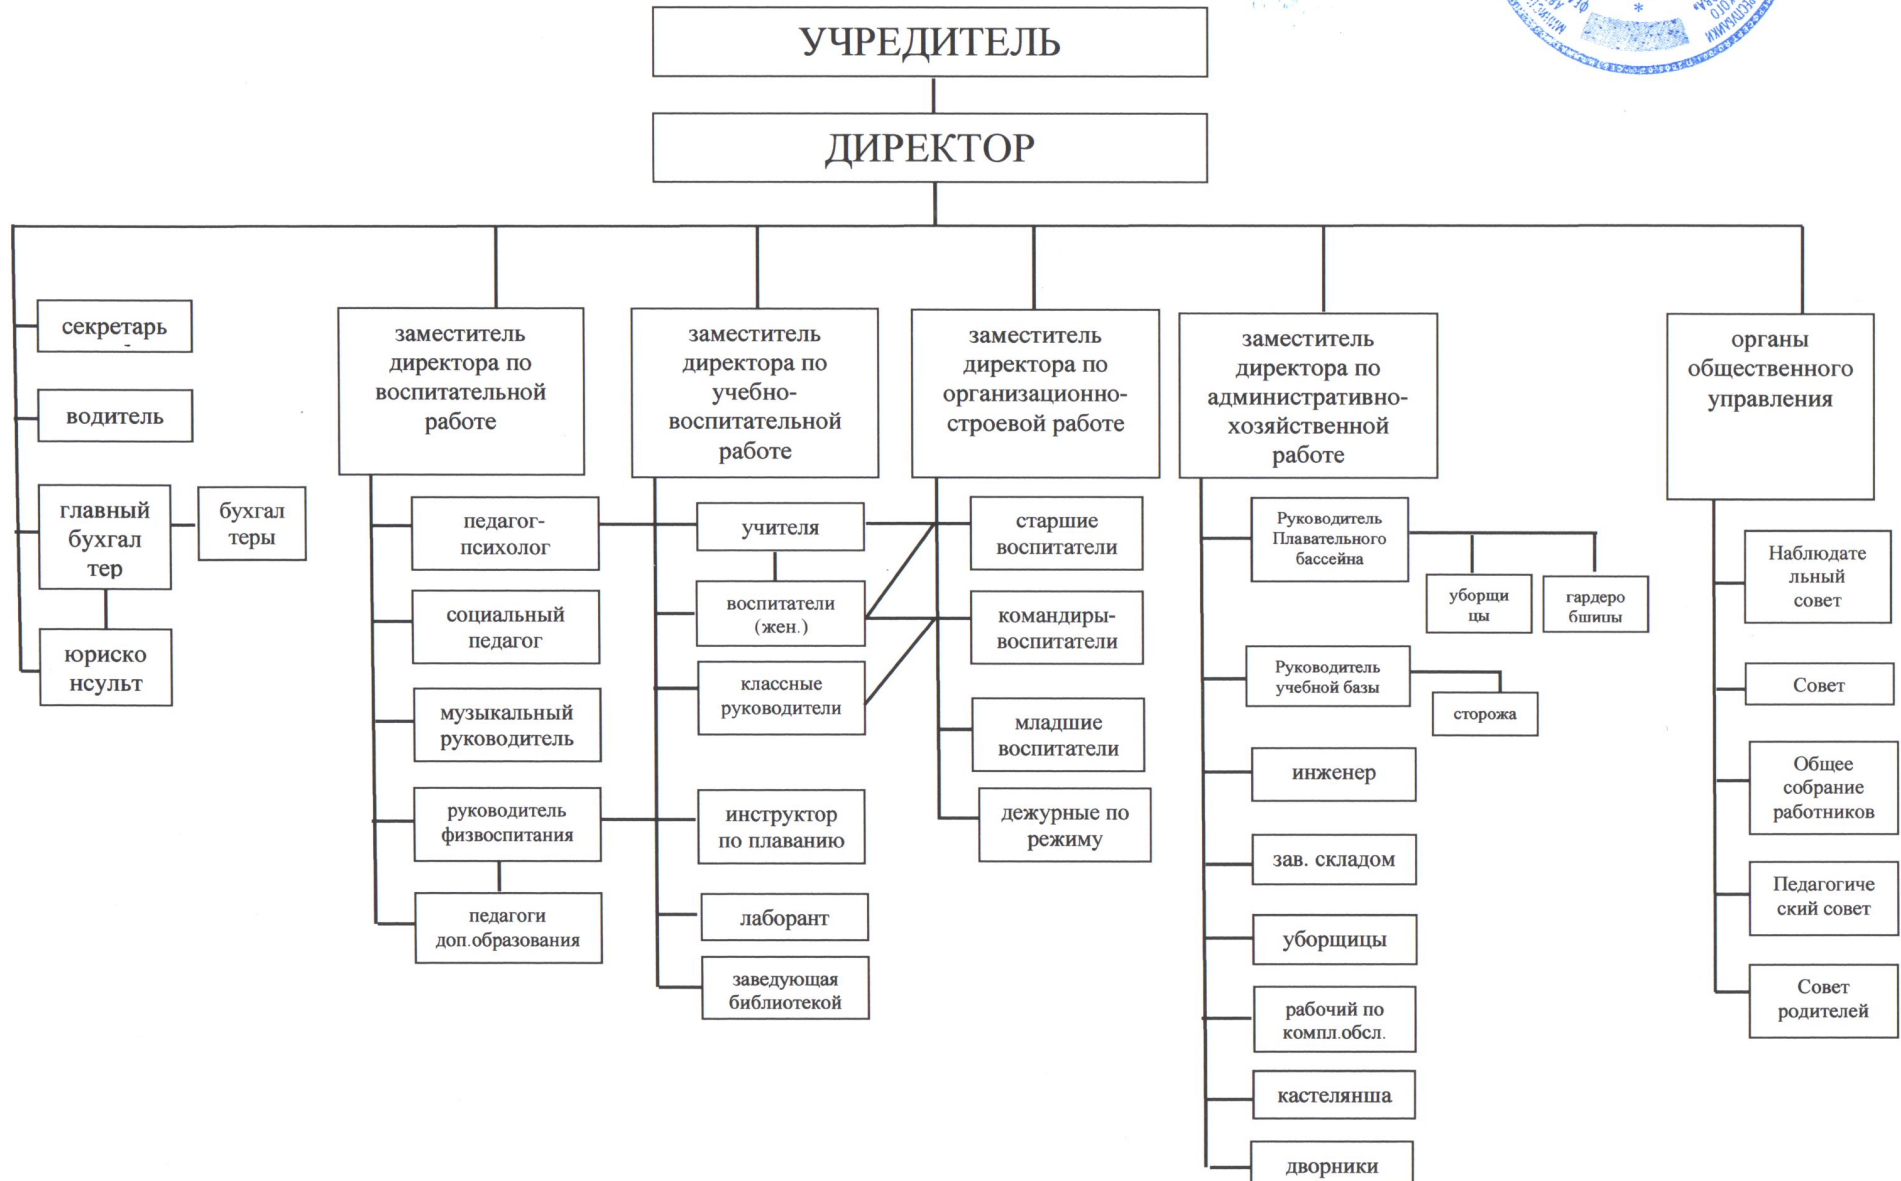 УЧРЕДИТЕЛЬ
ДИРЕКТОР
секретарь
водитель
главный
бухгал
тер
бухгал
теры
юриско
нсульт
заместитель
директора по
воспитательной
работе
педагог-
психолог
социальный
педагог
музыкальный
руководитель
руководитель
физвоспитания
педагоги
доп.образования
заместитель
директора по
учебно-
воспитательной
работе
учителя
воспитатели
(жен.)
классные
руководители
инструктор
по плаванию
лаборант
заведующая
библиотекой
заместитель
директора по
организационно-
строевой работе
старшие
воспитатели
командиры-
воспитатели
младшие
воспитатели
дежурные по
режиму
заместитель
директора по
административно-
хозяйственной
работе
Руководитель
Плавательного
бассейна
уборщи
цы
гардеро
бщицы
Руководитель
учебной базы
сторожа
инженер
зав. складом
уборщицы
рабочий по
компл.обсл.
кастелянша
дворники
органы
общественного
управления
Наблюдате
льный
совет
Совет
Общее
собрание
работников
Педагогиче
ский совет
Совет
родителей